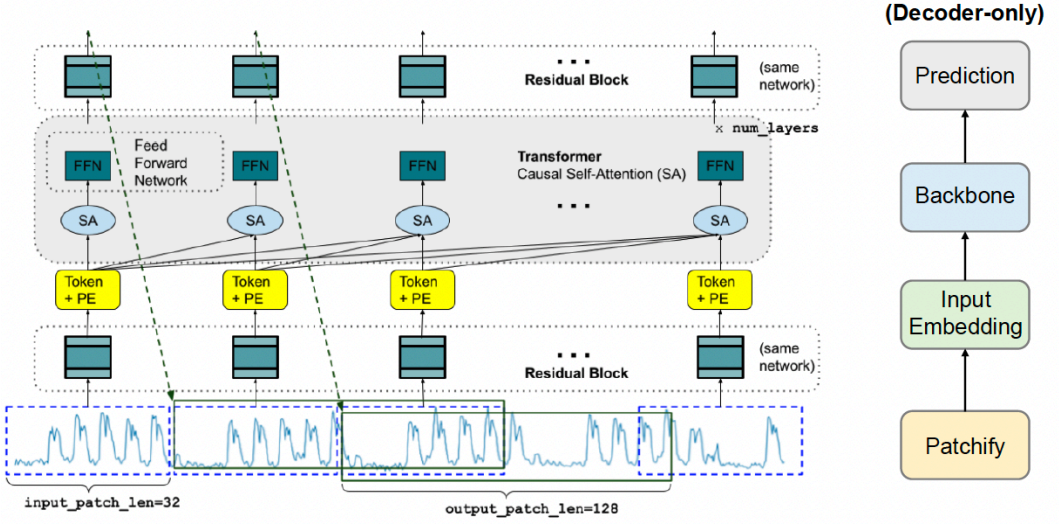 (Decoder-only)
Residual Block
(same
network)
Prediction
x num_layers
Feed
Forward
Network
FFN
FFN
FFN
Transformer
Causal Self-Attention (SA)
FFN
Backbone
SA
SA
SA
SA
Token
+ PE
Token
+ PE
Token
+ PE
Token
+ PE
Input
Embedding
Residual Block
(same
network)
Patchify
input_patch_len=32
output_patch_len=128